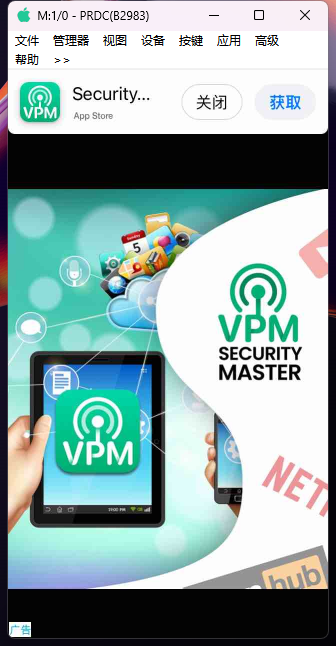 M:1/0 - PRDC(B2983)
文件 管理器 视图 设备 按键 应用 高级
帮助 >>
Security...
App Store
关闭
获取
VPM
5
VPM
SECURITY
MASTER
VPM
NETF
hub
广告